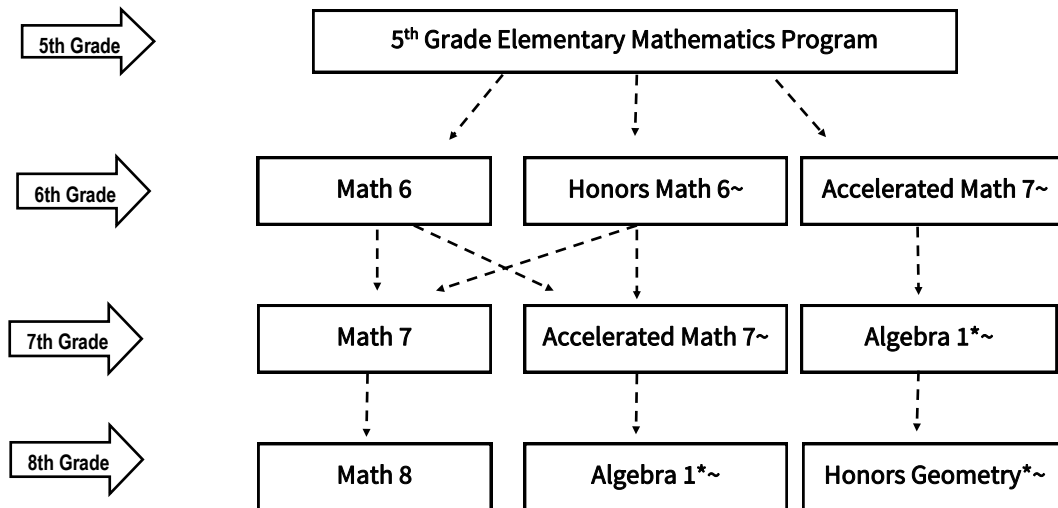 5th Grade
5th Grade Elementary Mathematics Program
6th Grade
Math 6
Honors Math 6~
Accelerated Math 7~
7th Grade
Math 7
Accelerated Math 7~
Algebra 1*~
8th Grade
Math 8
Algebra 1*~
Honors Geometry*~